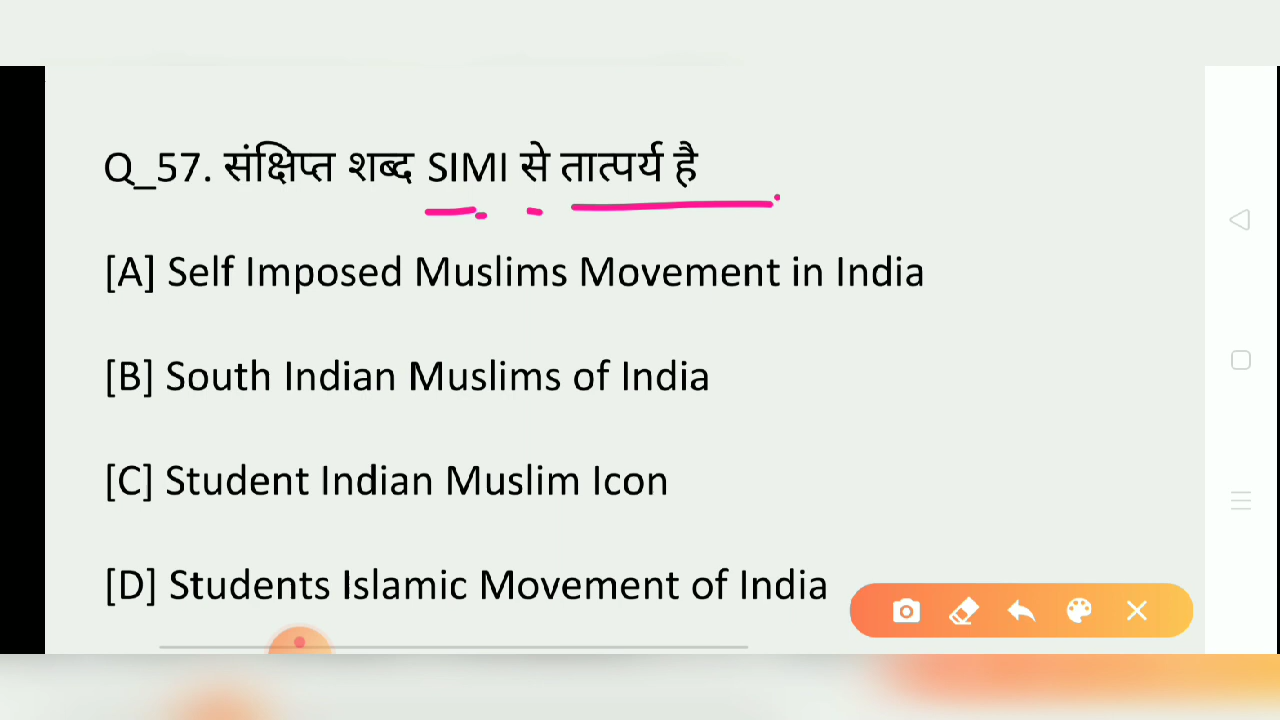 Q_57. संक्षिप्त शब्द SIMI से तात्पर्य है
[A] Self Imposed Muslims Movement in India
[B] South Indian Muslims of India
[C] Student Indian Muslim Icon
[D] Students Islamic Movement of India